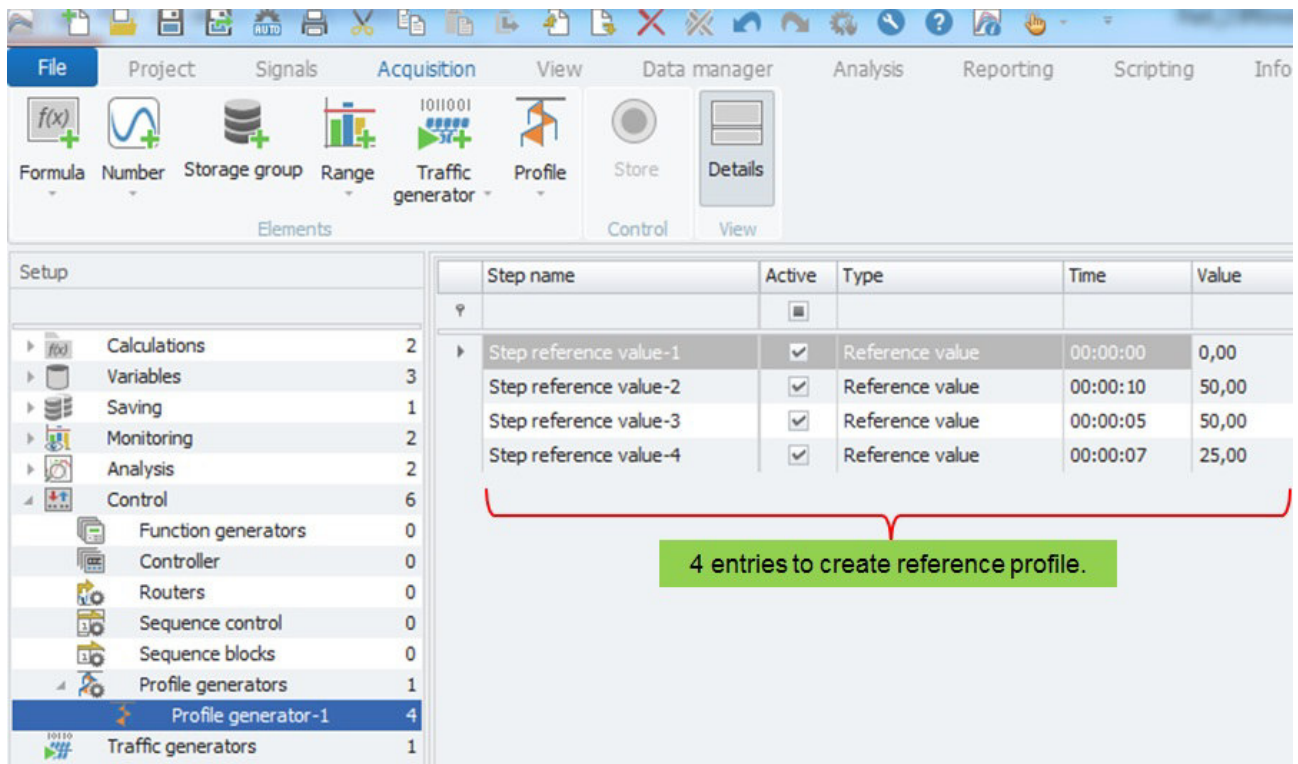 AUTO
File Project Signals Acquisition View Data manager Analysis Reporting Scripting Info
f(x) 1011001
Formula Number Storage group Range Traffic generator Profile Store Details
Elements Control View
Setup
Step name Active Type Time Value
f(x) Calculations 2
Variables 3
Saving 1
Monitoring 2
Analysis 2
Control 6
Function generators 0
Controller 0
Routers 0
Sequence control 0
Sequence blocks 0
Profile generators 1
Profile generator-1 4
10110
Traffic generators 1
Step reference value-1 Reference value 00:00:00 0,00
Step reference value-2 Reference value 00:00:10 50,00
Step reference value-3 Reference value 00:00:05 50,00
Step reference value-4 Reference value 00:00:07 25,00
4 entries to create reference profile.